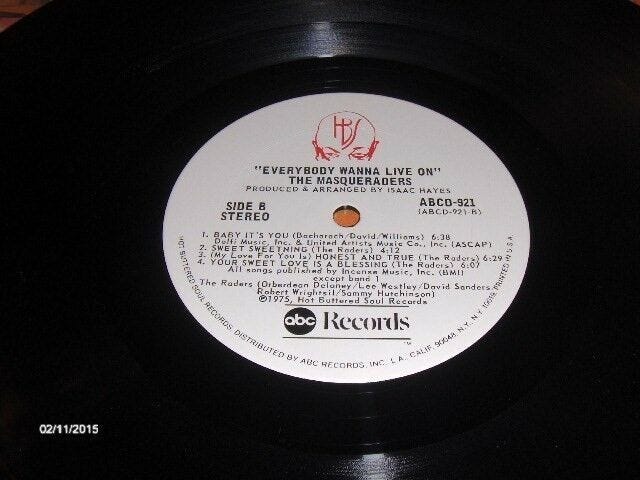 HBS
"EVERYBODY WANNA LIVE ON"
THE MASQUERADERS
PRODUCED & ARRANGED BY ISAAC HAYES
SIDE B
STEREO
ABCD-921
(ABCD-921-B)
1. BABY IT'S YOU (Bacharach/David/Williams) 6:38
Dolfi Music, Inc. & United Artists Music Co., Inc. (ASCAP)
2. SWEET SWEETNING (The Raders) 4:12
3. (My Love For You Is) HONEST AND TRUE (The Raders) 6:29
4. YOUR SWEET LOVE IS A BLESSING (The Raders) 6:07
All songs published by Incense Music, Inc. (BMI)
except band 1
The Raders (Orberdean Delaney/Lee Westley/David Sanders
Robert Wrightsil/Sammy Hutchinson)
℗1975, Hot Buttered Soul Records
abc Records
™
HOT BUTTERED SOUL RECORDS, DISTRIBUTED BY ABC RECORDS, INC. L.A. CALIF. 90048, N.Y. N.Y. 10019, PRINTED IN U.S.A.
02/11/2015